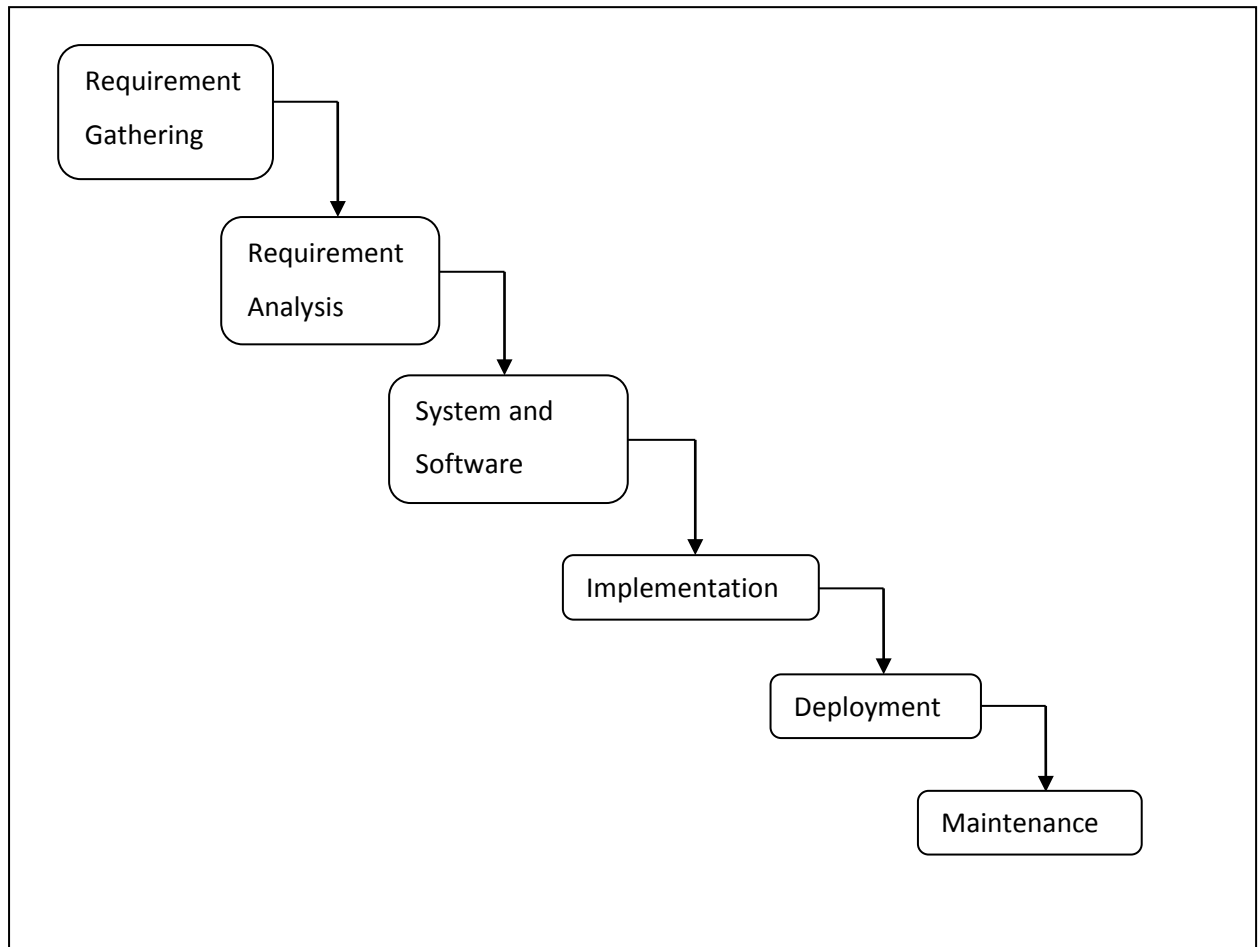 Requirement
Gathering
Requirement
Analysis
System and
Software
Implementation
Deployment
Maintenance